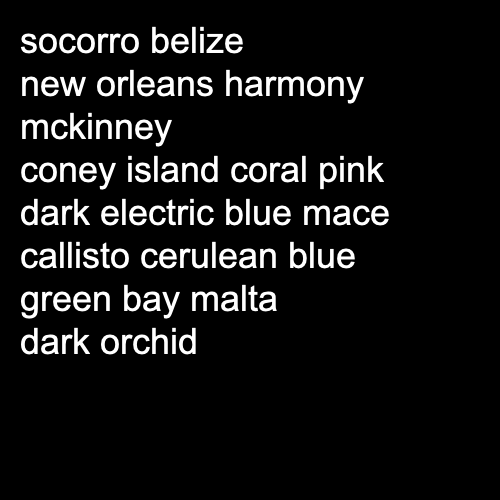 socorro belize
new orleans harmony
mckinney
coney island coral pink
dark electric blue mace
callisto cerulean blue
green bay malta
dark orchid